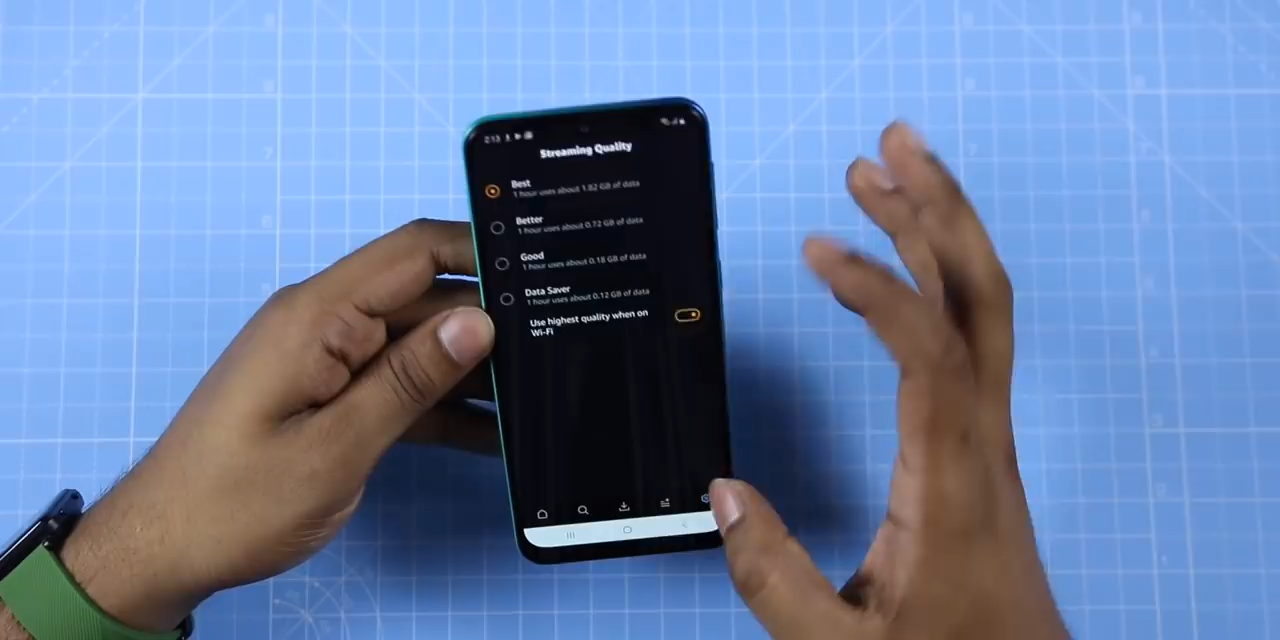 2:13
Streaming Quality
Best
1 hour uses about 1.82 GB of data
Better
1 hour uses about 0.72 GB of data
Good
1 hour uses about 0.18 GB of data
Data Saver
1 hour uses about 0.12 GB of data
Use highest quality when on
Wi-Fi